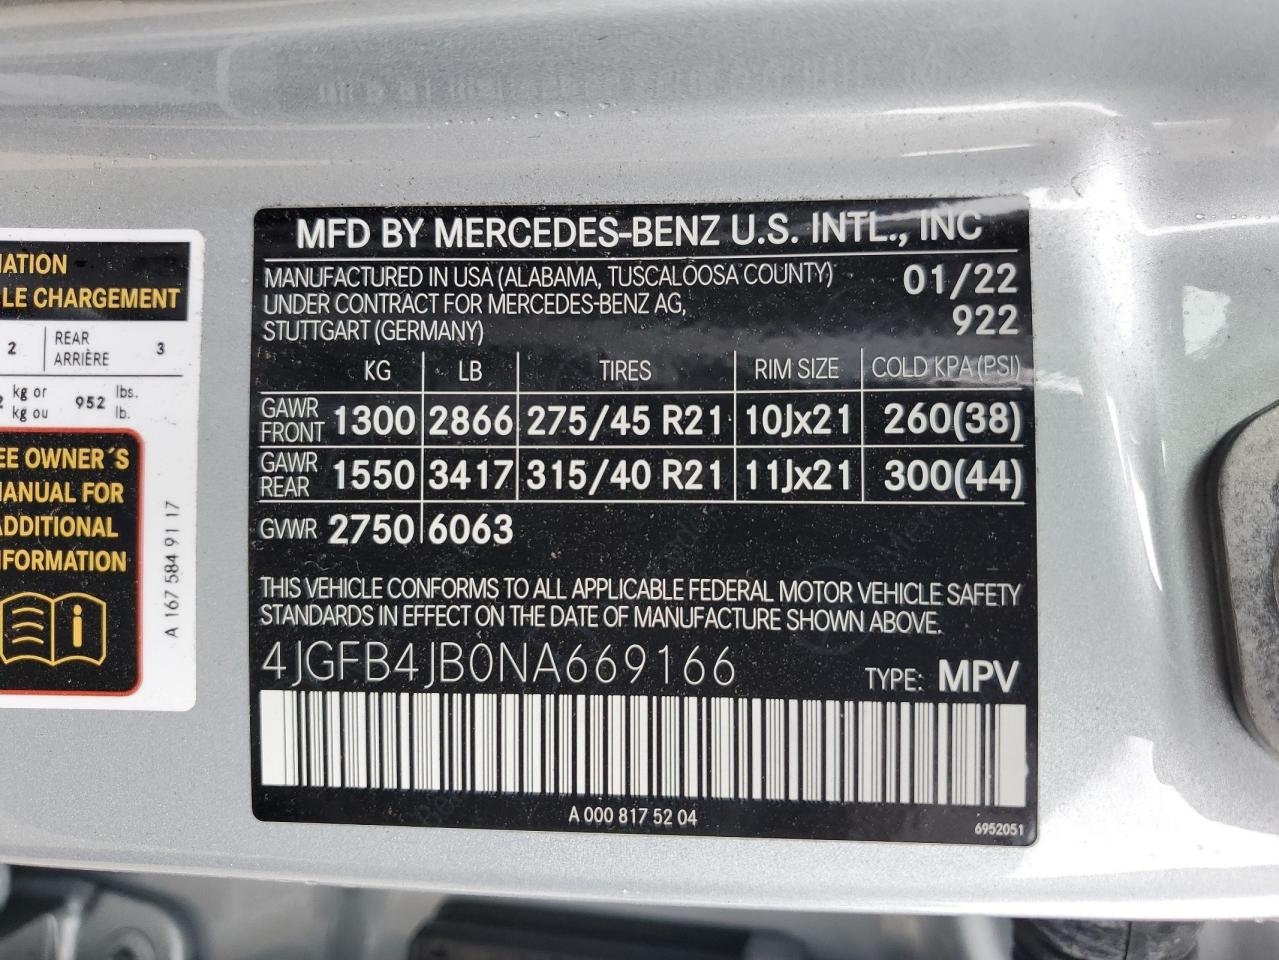 MATION
LE CHARGEMENT
2 REAR ARRIÈRE 3
kg or kg ou 952 lbs. lb.
EE OWNER´S
MANUAL FOR
ADDITIONAL
INFORMATION
A 167 584 91 17
MFD BY MERCEDES-BENZ U.S. INTL., INC
MANUFACTURED IN USA (ALABAMA, TUSCALOOSA COUNTY) 01/22
UNDER CONTRACT FOR MERCEDES-BENZ AG, 922
STUTTGART (GERMANY)
KG LB TIRES RIM SIZE COLD KPA (PSI)
GAWR FRONT 1300 2866 275/45 R21 10Jx21 260(38)
GAWR REAR 1550 3417 315/40 R21 11Jx21 300(44)
GVWR 2750 6063
THIS VEHICLE CONFORMS TO ALL APPLICABLE FEDERAL MOTOR VEHICLE SAFETY
STANDARDS IN EFFECT ON THE DATE OF MANUFACTURE SHOWN ABOVE.
4JGFB4JB0NA669166 TYPE: MPV
A 000 817 52 04
6952051